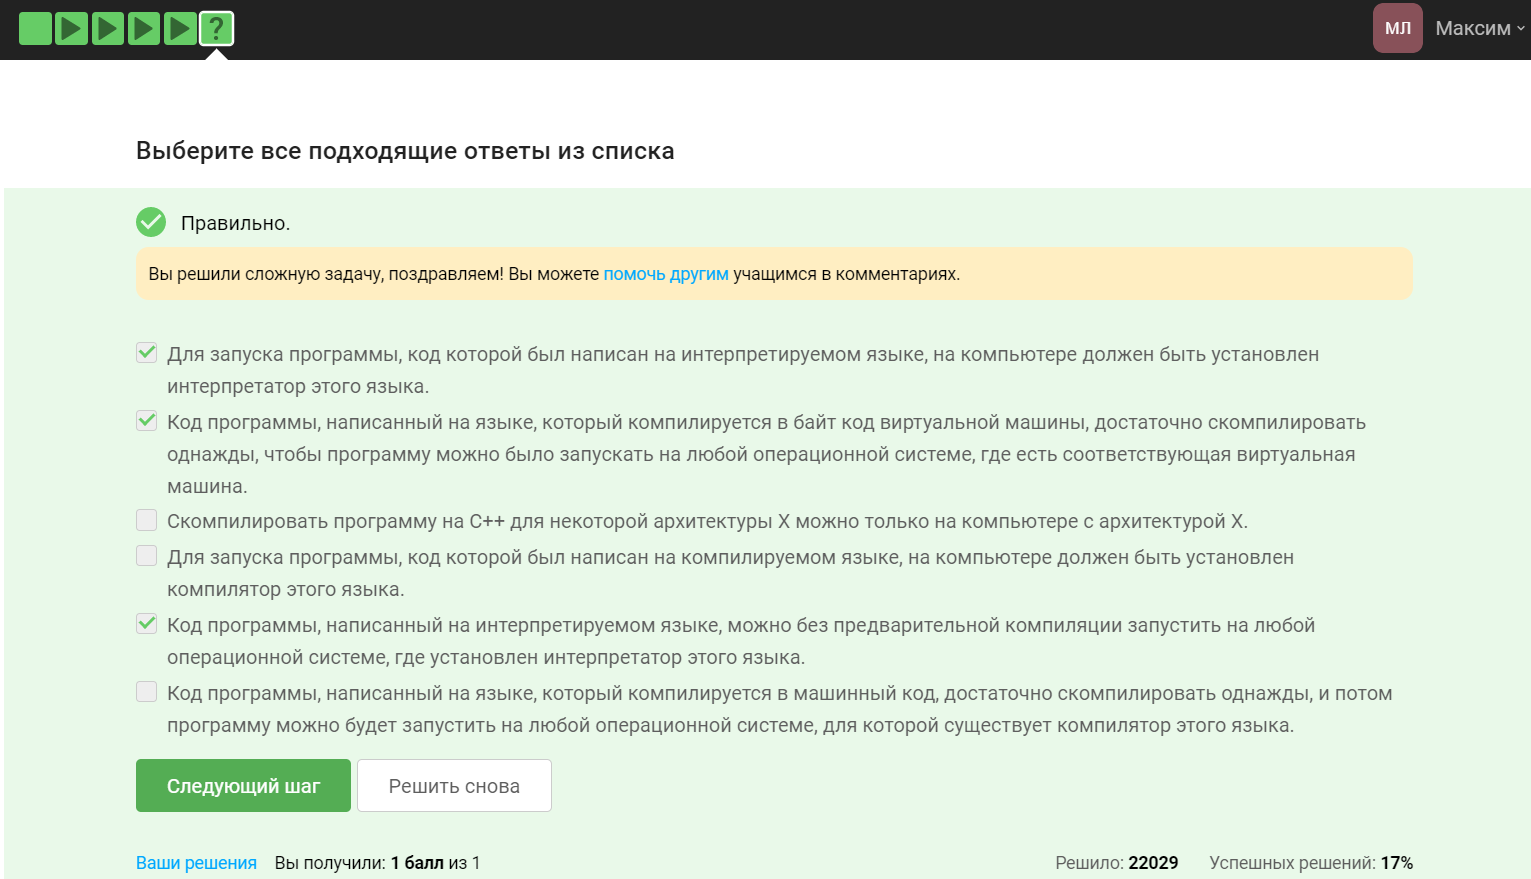 ?
МЛ Максим
Выберите все подходящие ответы из списка
Правильно.
Вы решили сложную задачу, поздравляем! Вы можете помочь другим учащимся в комментариях.
Для запуска программы, код которой был написан на интерпретируемом языке, на компьютере должен быть установлен
интерпретатор этого языка.
Код программы, написанный на языке, который компилируется в байт код виртуальной машины, достаточно скомпилировать
однажды, чтобы программу можно было запускать на любой операционной системе, где есть соответствующая виртуальная
машина.
Скомпилировать программу на C++ для некоторой архитектуры X можно только на компьютере с архитектурой X.
Для запуска программы, код которой был написан на компилируемом языке, на компьютере должен быть установлен
компилятор этого языка.
Код программы, написанный на интерпретируемом языке, можно без предварительной компиляции запустить на любой
операционной системе, где установлен интерпретатор этого языка.
Код программы, написанный на языке, который компилируется в машинный код, достаточно скомпилировать однажды, и потом
программу можно будет запустить на любой операционной системе, для которой существует компилятор этого языка.
Следующий шаг Решить снова
Ваши решения Вы получили: 1 балл из 1 Решило: 22029 Успешных решений: 17%